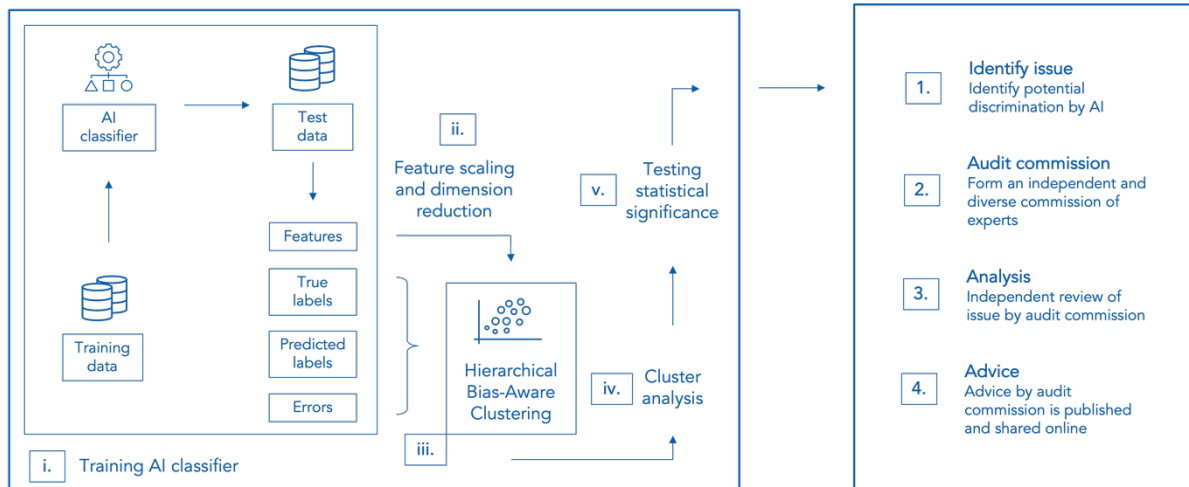 AI
classifier
Test
data
Training
data
Features
True
labels
Predicted
labels
Errors
i.
Training AI classifier
ii.
Feature scaling
and dimension
reduction
iii.
Hierarchical
Bias-Aware
Clustering
iv.
Cluster
analysis
v.
Testing
statistical
significance
1.
Identify issue
Identify potential
discrimination by AI
2.
Audit commission
Form an independent and
diverse commission of
experts
3.
Analysis
Independent review of
issue by audit commission
4.
Advice
Advice by audit
commission is published
and shared online